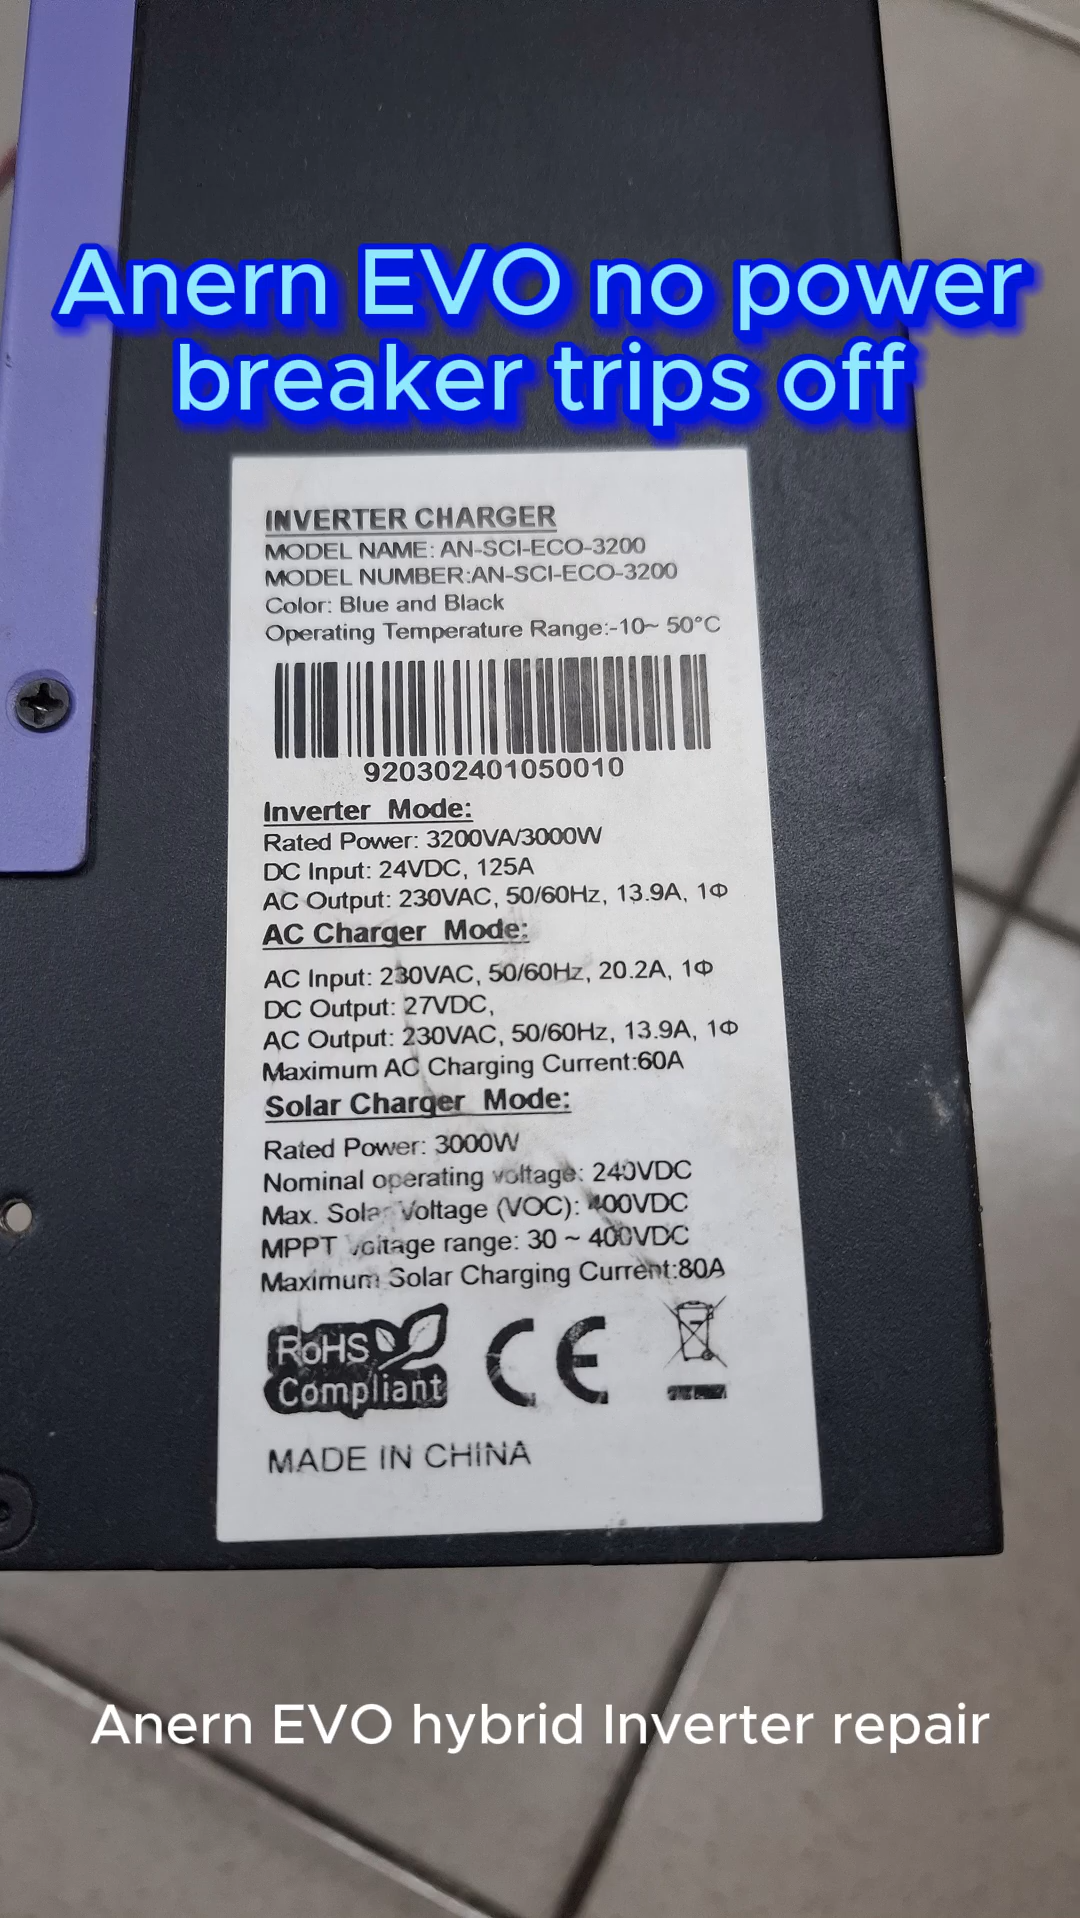 Anern EVO no power
breaker trips off
INVERTER CHARGER
MODEL NAME: AN-SCI-ECO-3200
MODEL NUMBER:AN-SCI-ECO-3200
Color: Blue and Black
Operating Temperature Range:-10~ 50°C
920302401050010
Inverter Mode:
Rated Power: 3200VA/3000W
DC Input: 24VDC, 125A
AC Output: 230VAC, 50/60Hz, 13.9A, 1Φ
AC Charger Mode:
AC Input: 230VAC, 50/60Hz, 20.2A, 1Φ
DC Output: 27VDC,
AC Output: 230VAC, 50/60Hz, 13.9A, 1Φ
Maximum AC Charging Current:60A
Solar Charger Mode:
Rated Power: 3000W
Nominal operating voltage: 240VDC
Max. Solar Voltage (VOC): 400VDC
MPPT voltage range: 30 ~ 400VDC
Maximum Solar Charging Current:80A
RoHS
Compliant
CE
MADE IN CHINA
Anern EVO hybrid Inverter repair